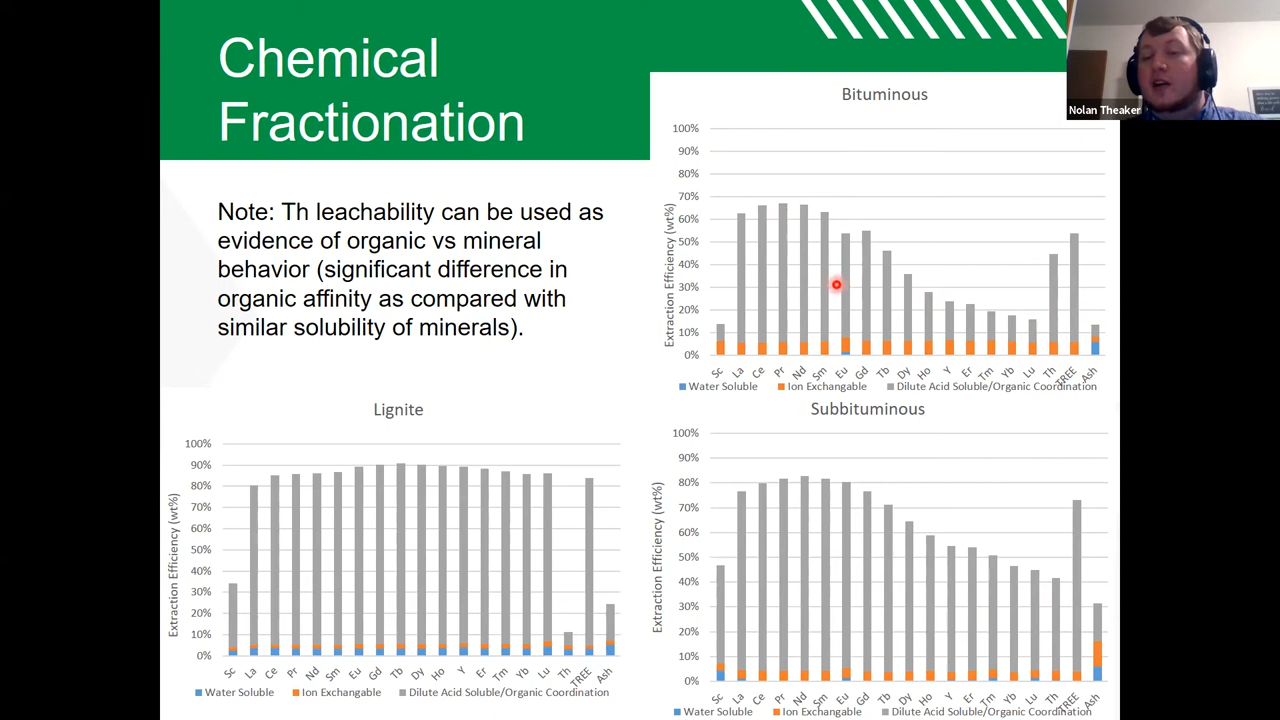 Chemical
Fractionation
Nolan Theaker
Note: Th leachability can be used as
evidence of organic vs mineral
behavior (significant difference in
organic affinity as compared with
similar solubility of minerals).
Bituminous
Extraction Efficiency (wt%)
100%
90%
80%
70%
60%
50%
40%
30%
20%
10%
0%
Sc La Ce Pr Nd Sm Eu Gd Tb Dy Ho Y Er Tm Yb Lu Th TREE Ash
Water Soluble Ion Exchangable Dilute Acid Soluble/Organic Coordination
Lignite
Extraction Efficiency (wt%)
100%
90%
80%
70%
60%
50%
40%
30%
20%
10%
0%
Sc La Ce Pr Nd Sm Eu Gd Tb Dy Ho Y Er Tm Yb Lu Th TREE Ash
Water Soluble Ion Exchangable Dilute Acid Soluble/Organic Coordination
Subbituminous
Extraction Efficiency (wt%)
100%
90%
80%
70%
60%
50%
40%
30%
20%
10%
0%
Sc La Ce Pr Nd Sm Eu Gd Tb Dy Ho Y Er Tm Yb Lu Th TREE Ash
Water Soluble Ion Exchangable Dilute Acid Soluble/Organic Coordination